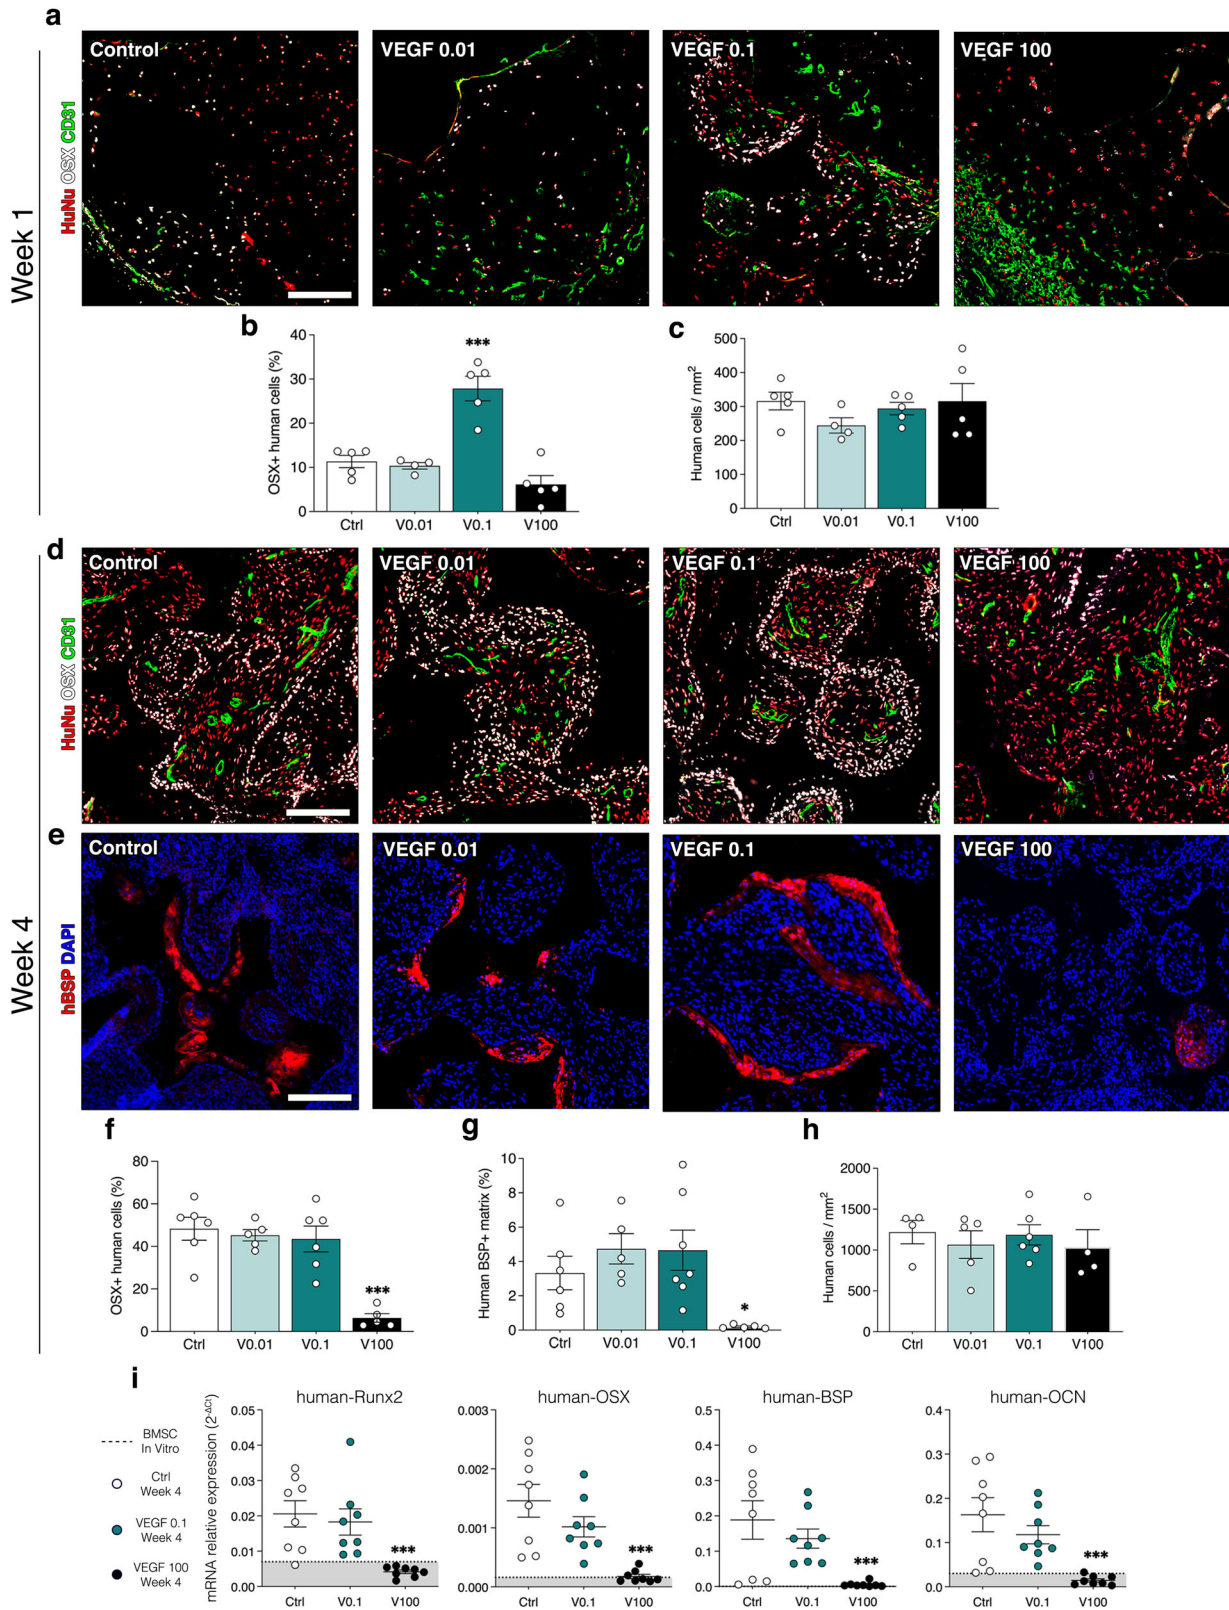 a
Week 1
HuNu OSX CD31
Control
VEGF 0.01
VEGF 0.1
VEGF 100
b
OSX+ human cells (%)
40
30
20
10
0
***
Ctrl
V0.01
V0.1
V100
c
Human cells / mm²
500
400
300
200
100
0
Ctrl
V0.01
V0.1
V100
Week 4
d
HuNu OSX CD31
Control
VEGF 0.01
VEGF 0.1
VEGF 100
e
hBSP DAPI
Control
VEGF 0.01
VEGF 0.1
VEGF 100
f
OSX+ human cells (%)
80
60
40
20
0
***
Ctrl
V0.01
V0.1
V100
g
Human BSP+ matrix (%)
10
8
6
4
2
0
*
Ctrl
V0.01
V0.1
V100
h
Human cells / mm²
2000
1500
1000
500
0
Ctrl
V0.01
V0.1
V100
i
BMSC
In Vitro
Ctrl
Week 4
VEGF 0.1
Week 4
VEGF 100
Week 4
mRNA relative expression (2^-ΔCt)
human-Runx2
0.05
0.04
0.03
0.02
0.01
0.00
***
Ctrl
V0.1
V100
human-OSX
0.003
0.002
0.001
0.000
***
Ctrl
V0.1
V100
human-BSP
0.5
0.4
0.3
0.2
0.1
0.0
***
Ctrl
V0.1
V100
human-OCN
0.4
0.3
0.2
0.1
0.0
***
Ctrl
V0.1
V100